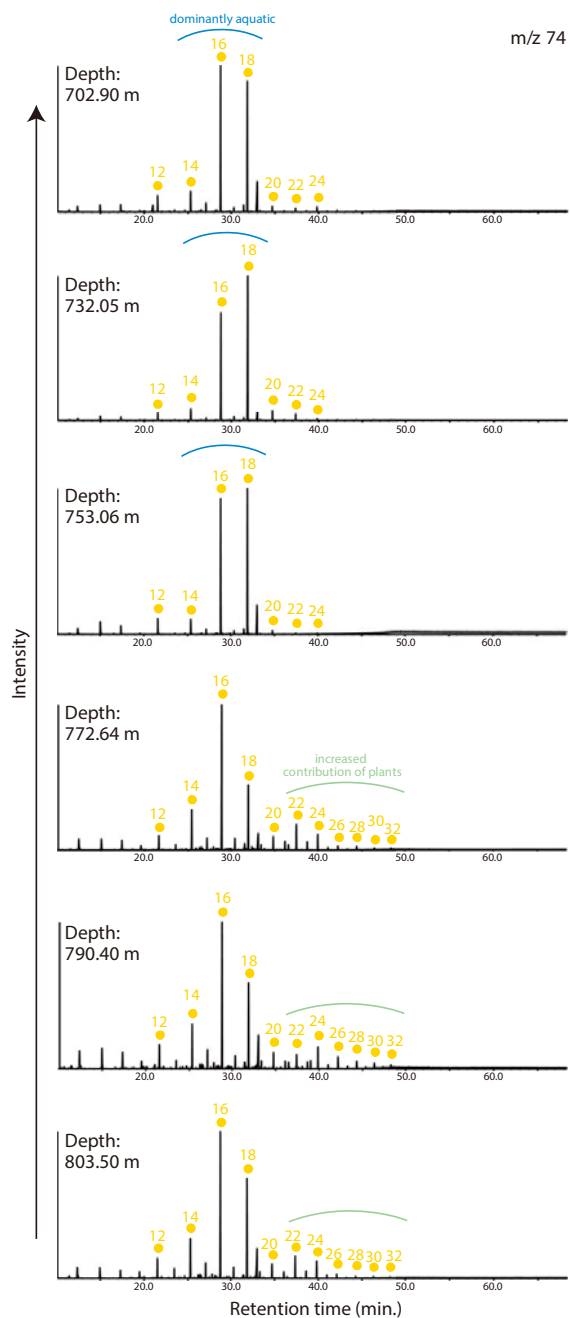 dominantly aquatic
m/z 74
Depth:
702.90 m
12 14 16 18 20 22 24
20.0 30.0 40.0 50.0 60.0
Depth:
732.05 m
12 14 16 18 20 22 24
20.0 30.0 40.0 50.0 60.0
Depth:
753.06 m
12 14 16 18 20 22 24
20.0 30.0 40.0 50.0 60.0
Intensity
Depth:
772.64 m
increased
contribution of plants
12 14 16 18 20 22 24 26 28 30 32
20.0 30.0 40.0 50.0 60.0
Depth:
790.40 m
12 14 16 18 20 22 24 26 28 30 32
20.0 30.0 40.0 50.0 60.0
Depth:
803.50 m
12 14 16 18 20 22 24 26 28 30 32
20.0 30.0 40.0 50.0 60.0
Retention time (min.)